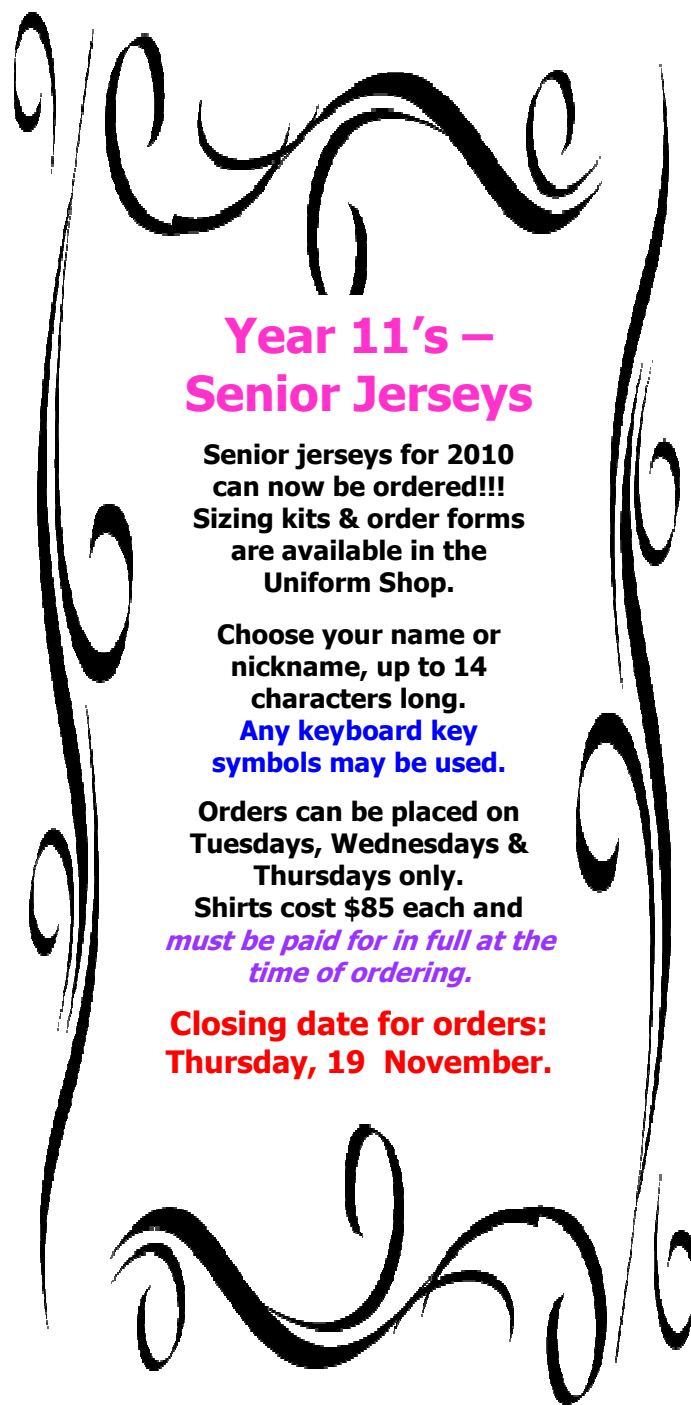 Year 11’s –
Senior Jerseys
Senior jerseys for 2010
can now be ordered!!!
Sizing kits & order forms
are available in the
Uniform Shop.
Choose your name or
nickname, up to 14
characters long.
Any keyboard key
symbols may be used.
Orders can be placed on
Tuesdays, Wednesdays &
Thursdays only.
Shirts cost $85 each and
must be paid for in full at the
time of ordering.
Closing date for orders:
Thursday, 19  November.